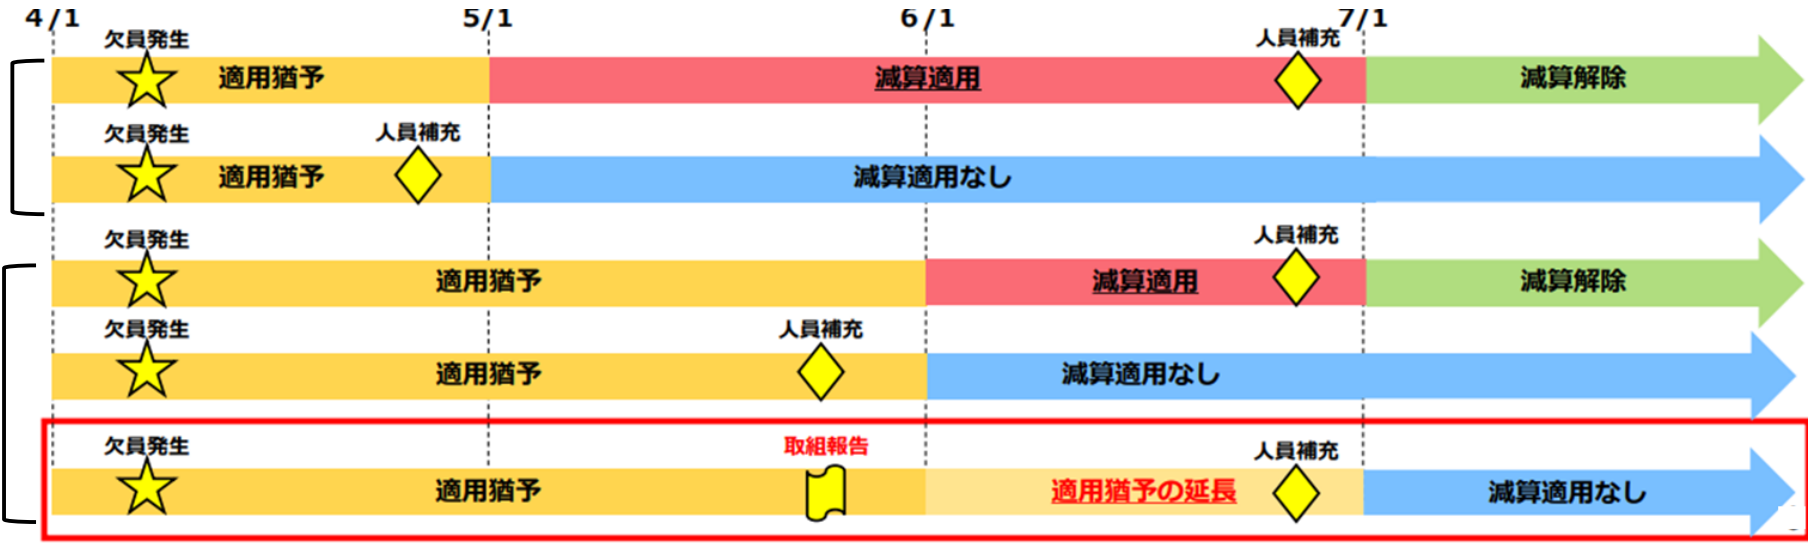 4/1 5/1 6/1 7/1
欠員発生 人員補充
適用猶予 減算適用 減算解除
欠員発生 人員補充
適用猶予 減算適用なし
欠員発生 人員補充
適用猶予 減算適用 減算解除
欠員発生 人員補充
適用猶予 減算適用なし
欠員発生 取組報告 人員補充
適用猶予 適用猶予の延長 減算適用なし